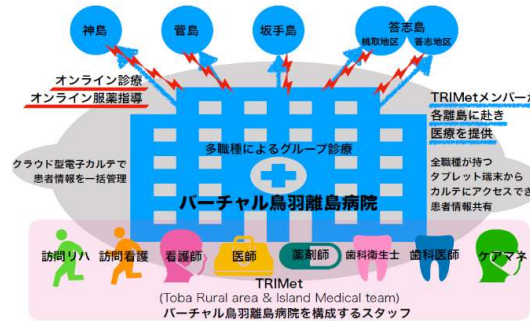 神島
菅島
坂手島
答志島
桃取地区
答志地区
オンライン診療
オンライン服薬指導
TRIMetメンバーが
各離島に赴き
医療を提供
多職種によるグループ診療
クラウド型電子カルテで
患者情報を一括管理
全職種が持つ
タブレット端末から
カルテにアクセスでき
患者情報共有
バーチャル鳥羽離島病院
訪問リハ
訪問看護
看護師
医師
薬剤師
歯科衛生士
歯科医師
ケアマネ
TRIMet
(Toba Rural area & Island Medical team)
バーチャル鳥羽離島病院を構成するスタッフ